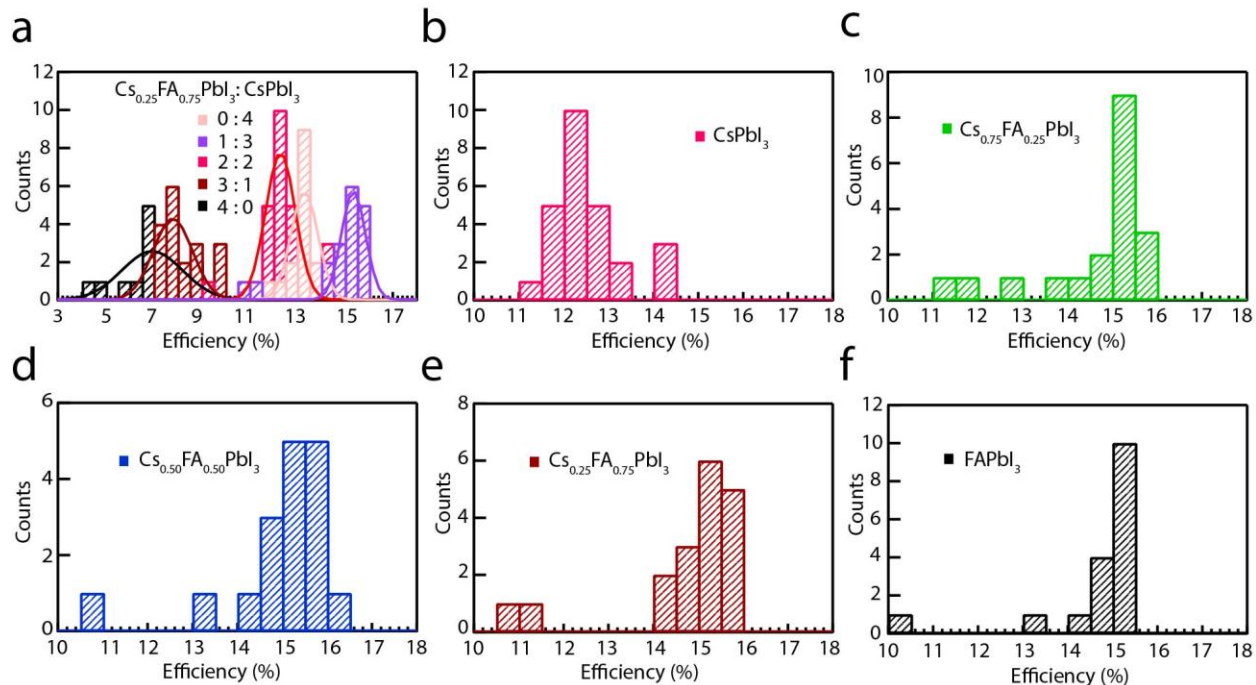 a
12
10
8
6
4
2
0
Counts
Cs0.25FA0.75PbI3: CsPbI3
0 : 4
1 : 3
2 : 2
3 : 1
4 : 0
3 5 7 9 11 13 15 17
Efficiency (%)
b
12
10
8
6
4
2
0
Counts
CsPbI3
10 11 12 13 14 15 16 17 18
Efficiency (%)
c
10
8
6
4
2
0
Counts
Cs0.75FA0.25PbI3
10 11 12 13 14 15 16 17 18
Efficiency (%)
d
6
4
2
0
Counts
Cs0.50FA0.50PbI3
10 11 12 13 14 15 16 17 18
Efficiency (%)
e
8
6
4
2
0
Counts
Cs0.25FA0.75PbI3
10 11 12 13 14 15 16 17 18
Efficiency (%)
f
12
10
8
6
4
2
0
Counts
FAPbI3
10 11 12 13 14 15 16 17 18
Efficiency (%)